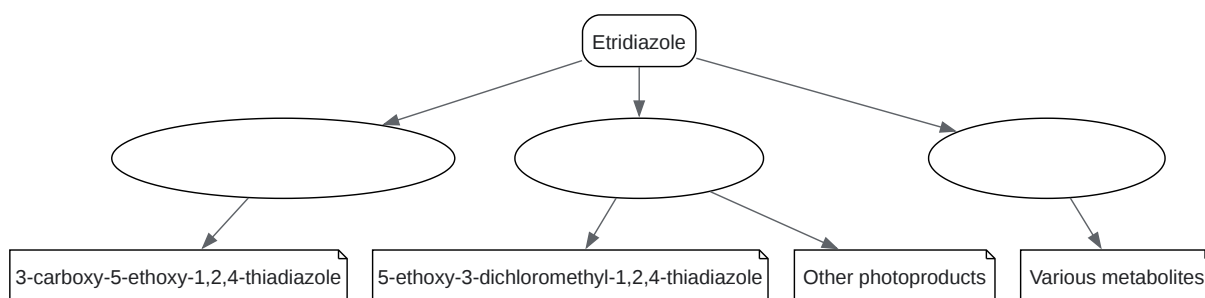 Etridiazole
3-carboxy-5-ethoxy-1,2,4-thiadiazole
5-ethoxy-3-dichloromethyl-1,2,4-thiadiazole
Other photoproducts
Various metabolites